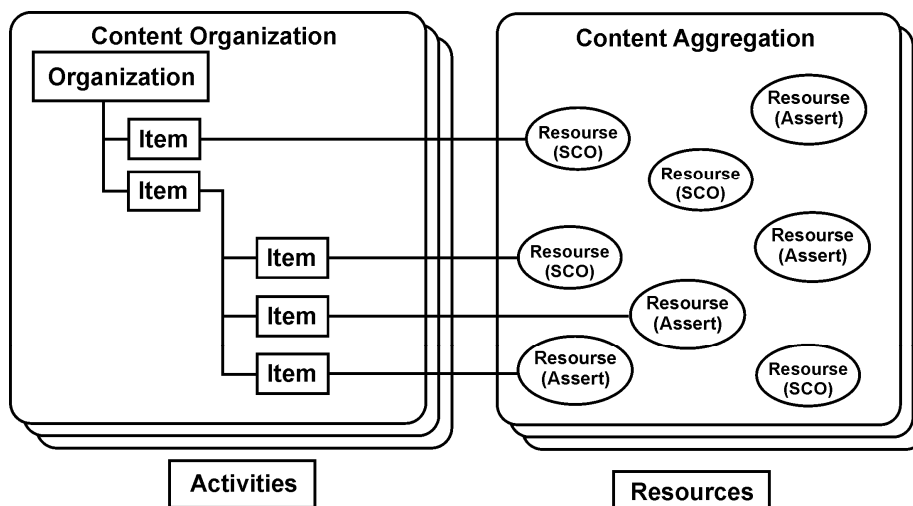 Content Organization
Organization
Item
Item
Item
Item
Item
Activities
Content Aggregation
Resourse
(Assert)
Resourse
(SCO)
Resourse
(SCO)
Resourse
(Assert)
Resourse
(SCO)
Resourse
(Assert)
Resourse
(Assert)
Resourse
(SCO)
Resources